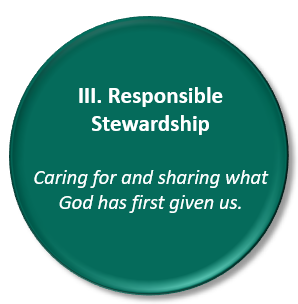 III. Responsible
Stewardship
Caring for and sharing what
God has first given us.